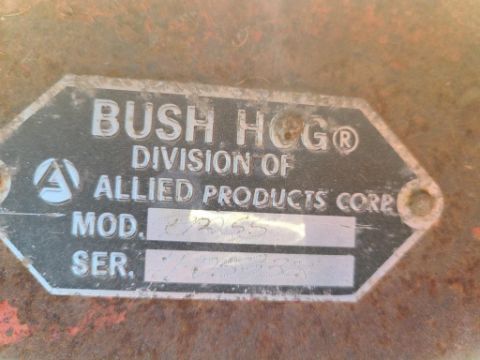 BUSH HOG®
DIVISION OF
ALLIED PRODUCTS CORP.
MOD.
SER.